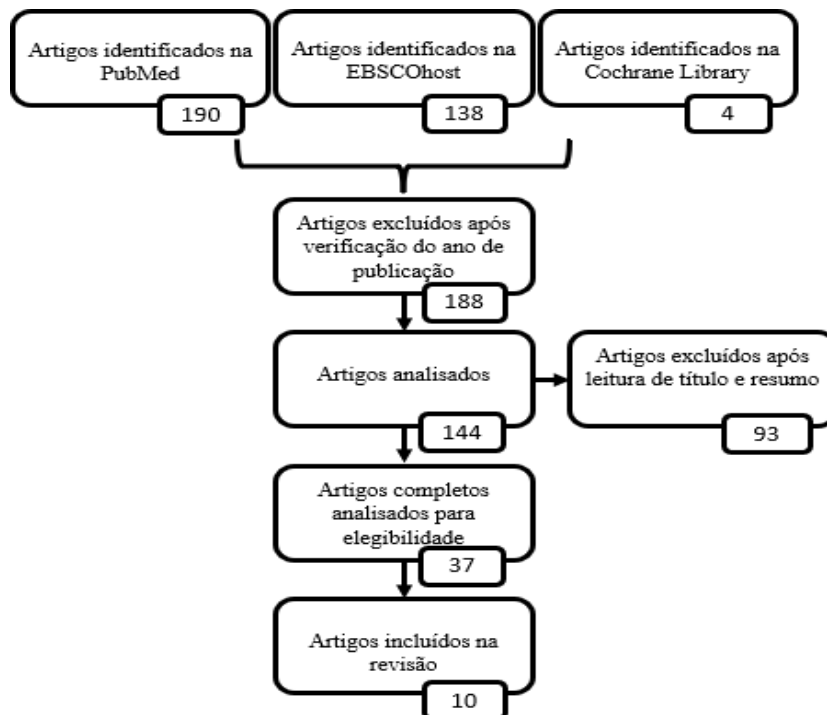 Artigos identificados na
PubMed
190
Artigos identificados na
EBSCOhost
138
Artigos identificados na
Cochrane Library
4
Artigos excluídos após
verificação do ano de
publicação
188
Artigos analisados
144
Artigos excluídos após
leitura de título e resumo
93
Artigos completos
analisados para
elegibilidade
37
Artigos incluídos na
revisão
10